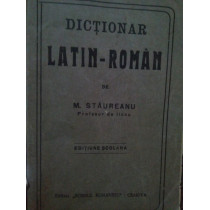 DICȚIONAR
LATIN-ROMÂN
DE
M. STĂUREANU
Profesor de liceu
EDIȚIUNE ȘCOLARĂ